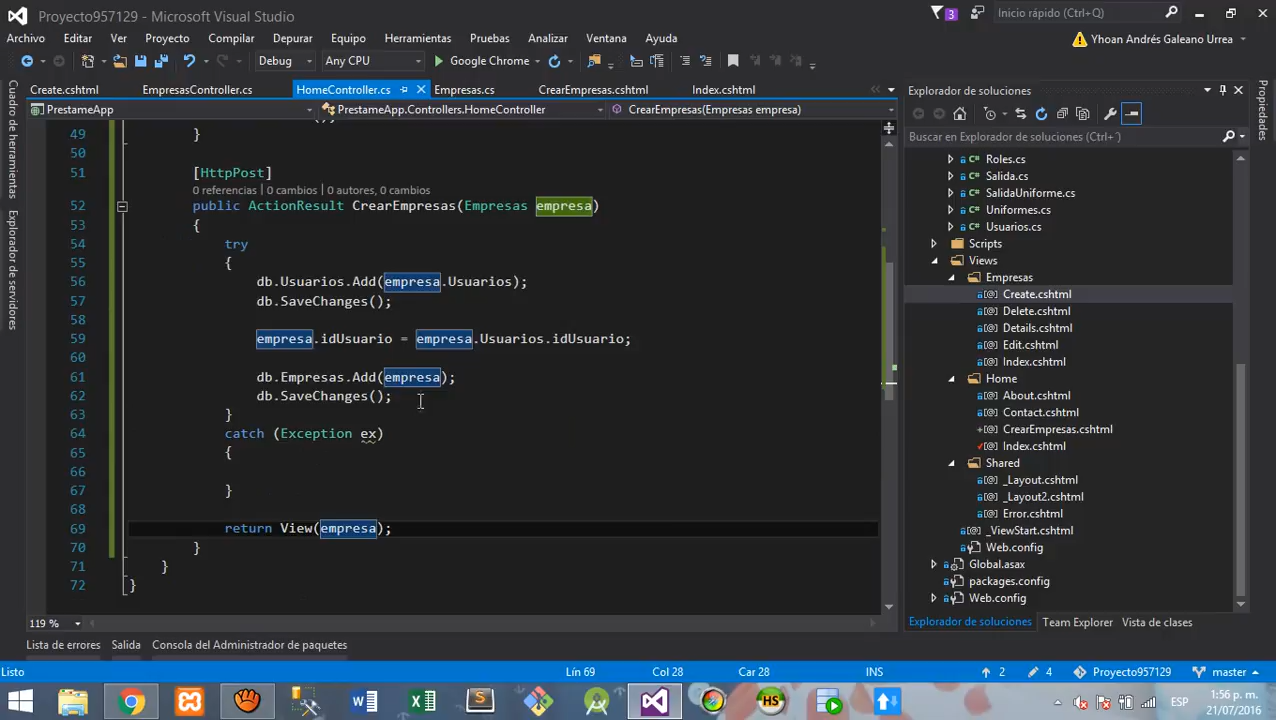 Proyecto957129 - Microsoft Visual Studio
3
Inicio rápido (Ctrl+Q)
Archivo Editar Ver Proyecto Compilar Depurar Equipo Herramientas Pruebas Analizar Ventana Ayuda
Yhoan Andrés Galeano Urrea
Debug Any CPU Google Chrome
Create.cshtml EmpresasController.cs HomeController.cs Empresas.cs CrearEmpresas.cshtml Index.cshtml
PrestameApp PrestameApp.Controllers.HomeController CrearEmpresas(Empresas empresa)
49 }
50
51 [HttpPost]
0 referencias | 0 cambios | 0 autores, 0 cambios
52 public ActionResult CrearEmpresas(Empresas empresa)
53 {
54 try
55 {
56 db.Usuarios.Add(empresa.Usuarios);
57 db.SaveChanges();
58
59 empresa.idUsuario = empresa.Usuarios.idUsuario;
60
61 db.Empresas.Add(empresa);
62 db.SaveChanges();
63 }
64 catch (Exception ex)
65 {
66
67 }
68
69 return View(empresa);
70 }
71 }
72 }
119 %
Cuadro de herramientas
Explorador de servidores
Propiedades
Explorador de soluciones
Buscar en Explorador de soluciones (Ctrl+´)
Roles.cs
Salida.cs
SalidaUniforme.cs
Uniformes.cs
Usuarios.cs
Scripts
Views
Empresas
Create.cshtml
Delete.cshtml
Details.cshtml
Edit.cshtml
Index.cshtml
Home
About.cshtml
Contact.cshtml
CrearEmpresas.cshtml
Index.cshtml
Shared
_Layout.cshtml
_Layout2.cshtml
Error.cshtml
_ViewStart.cshtml
Web.config
Global.asax
packages.config
Web.config
Explorador de soluciones Team Explorer Vista de clases
Lista de errores Salida Consola del Administrador de paquetes
Listo Lín 69 Col 28 Car 28 INS 2 4 Proyecto957129 master
HS
ESP
1:56 p. m.
21/07/2016